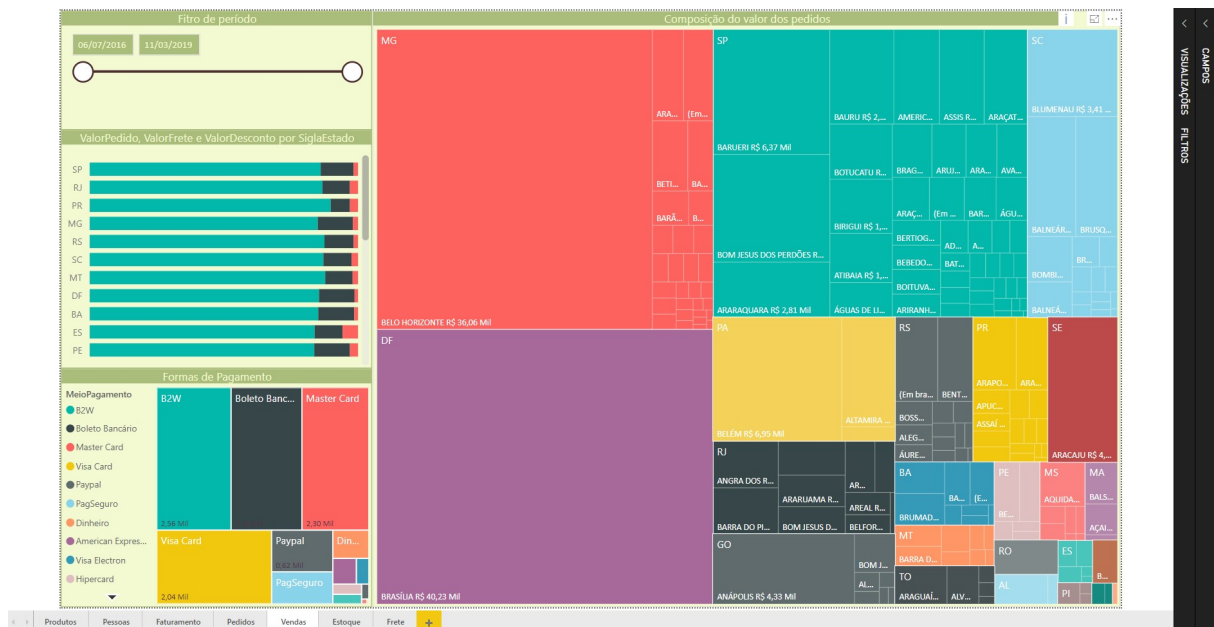 Fitro de período
06/07/2016 11/03/2019
ValorPedido, ValorFrete e ValorDesconto por SiglaEstado
SP
RJ
PR
MG
RS
SC
MT
DF
BA
ES
PE
Formas de Pagamento
MeioPagamento
B2W
Boleto Bancário
Master Card
Visa Card
Paypal
PagSeguro
Dinheiro
American Expres...
Visa Electron
Hipercard
B2W
2,56 Mil
Boleto Banc...
Master Card
2,30 Mil
Visa Card
2,04 Mil
Paypal
0,62 Mil
Din...
PagSeguro
Composição do valor dos pedidos
MG
ARA... (Em...
BETI... BA...
BARÃ... B...
BELO HORIZONTE R$ 36,06 Mil
DF
BRASÍLIA R$ 40,23 Mil
SP
BARUERI R$ 6,37 Mil
BOM JESUS DOS PERDÕES R...
ARARAQUARA R$ 2,81 Mil
BAURU R$ 2,...
BOTUCATU R...
BIRIGUI R$ 1,...
ATIBAIA R$ 1,...
ÁGUAS DE LI...
AMERIC... ASSIS R... ARAÇAT...
BRAG... ARUJ... ARA... AVA...
ARAÇ... (Em ... BAR... ÁGU...
BERTIOG...
AD... A...
BEBEDO... BAT...
BOITUVA...
ARIRANH...
SC
BLUMENAU R$ 3,41 ...
BALNEÁR... BRUSQ...
BOMBI... BR...
BALNEÁ...
PA
BELÉM R$ 6,95 Mil
ALTAMIRA ...
RJ
ANGRA DOS R...
BARRA DO PI...
ARARUAMA R...
BOM JESUS D...
AR...
AREAL R...
BELFOR...
GO
ANÁPOLIS R$ 4,33 Mil
BOM J...
AL...
RS
(Em bra... BENT...
BOSS...
ALEG...
ÁURE...
PR
ARAPO... ARA...
APUC...
ASSAÍ ...
SE
ARACAJU R$ 4,...
BA
BRUMAD...
BA... (E...
MT
BARRA D...
TO
ARAGUAÍ... ALV...
PE
BE...
MS
AQUIDA...
MA
BALS...
AÇAI...
RO
AL
ES
PI
B...
VISUALIZAÇÕES
FILTROS
CAMPOS
Produtos Pessoas Faturamento Pedidos Vendas Estoque Frete +